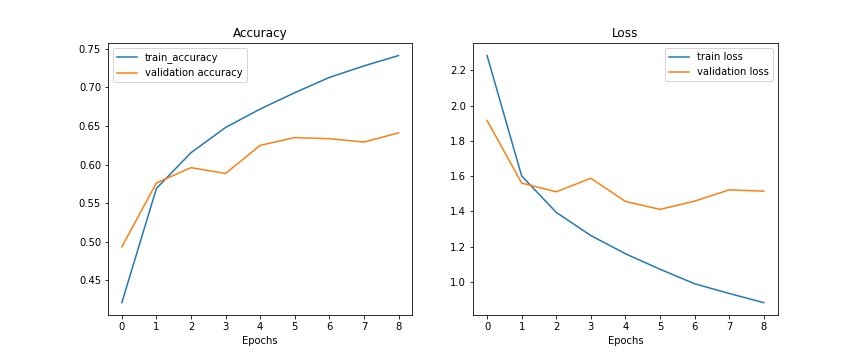 Accuracy
0.75
0.70
0.65
0.60
0.55
0.50
0.45
train_accuracy
validation accuracy
0 1 2 3 4 5 6 7 8
Epochs
Loss
2.2
2.0
1.8
1.6
1.4
1.2
1.0
train loss
validation loss
0 1 2 3 4 5 6 7 8
Epochs